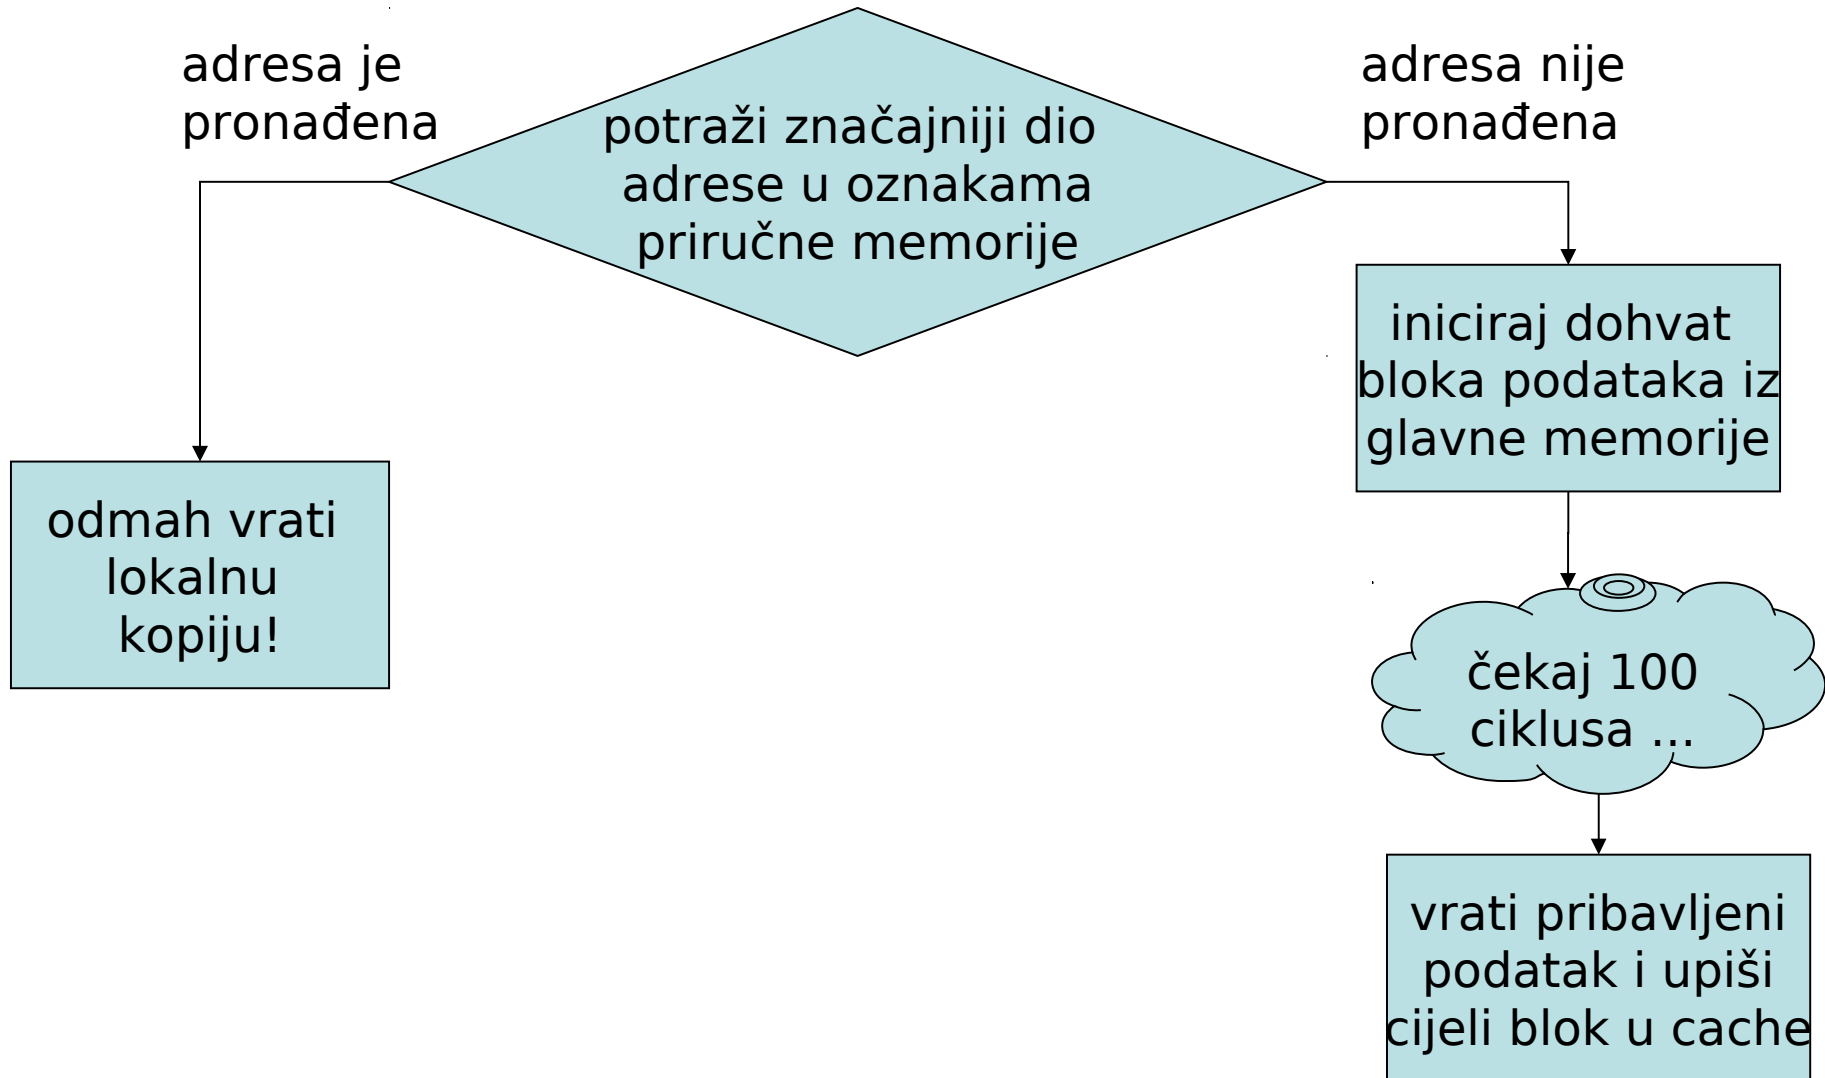 adresa je
pronađena
potraži značajniji dio
adrese u oznakama
priručne memorije
adresa nije
pronađena
odmah vrati
lokalnu
kopiju!
iniciraj dohvat
bloka podataka iz
glavne memorije
čekaj 100
ciklusa ...
vrati pribavljeni
podatak i upiši
cijeli blok u cache